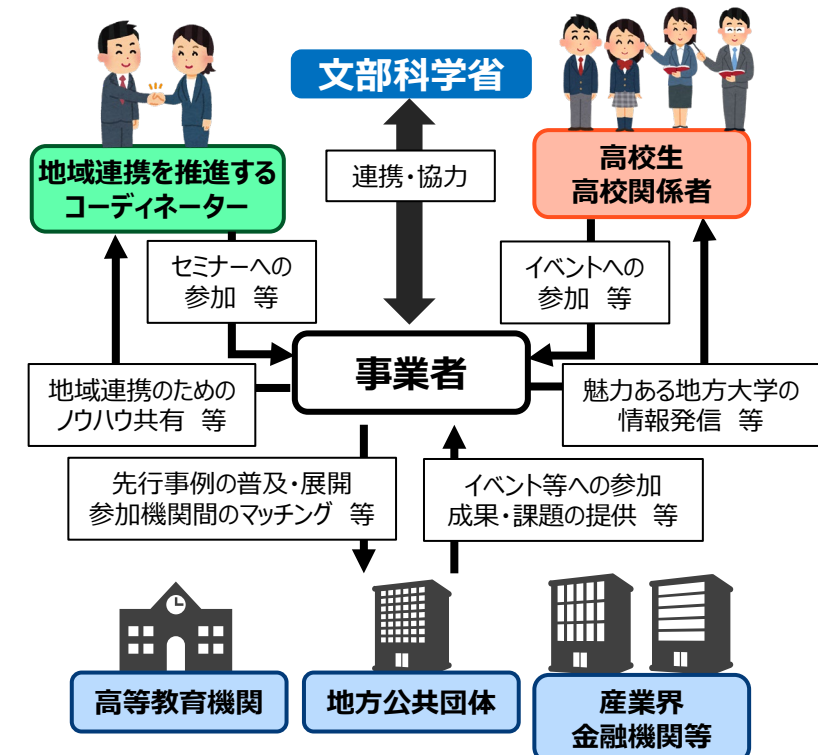 文部科学省
地域連携を推進する
コーディネーター
高校生
高校関係者
連携・協力
セミナーへの
参加　等
イベントへの
参加　等
事業者
地域連携のための
ノウハウ共有　等
魅力ある地方大学の
情報発信　等
先行事例の普及・展開
参加機関間のマッチング　等
イベント等への参加
成果・課題の提供　等
高等教育機関
地方公共団体
産業界
金融機関等